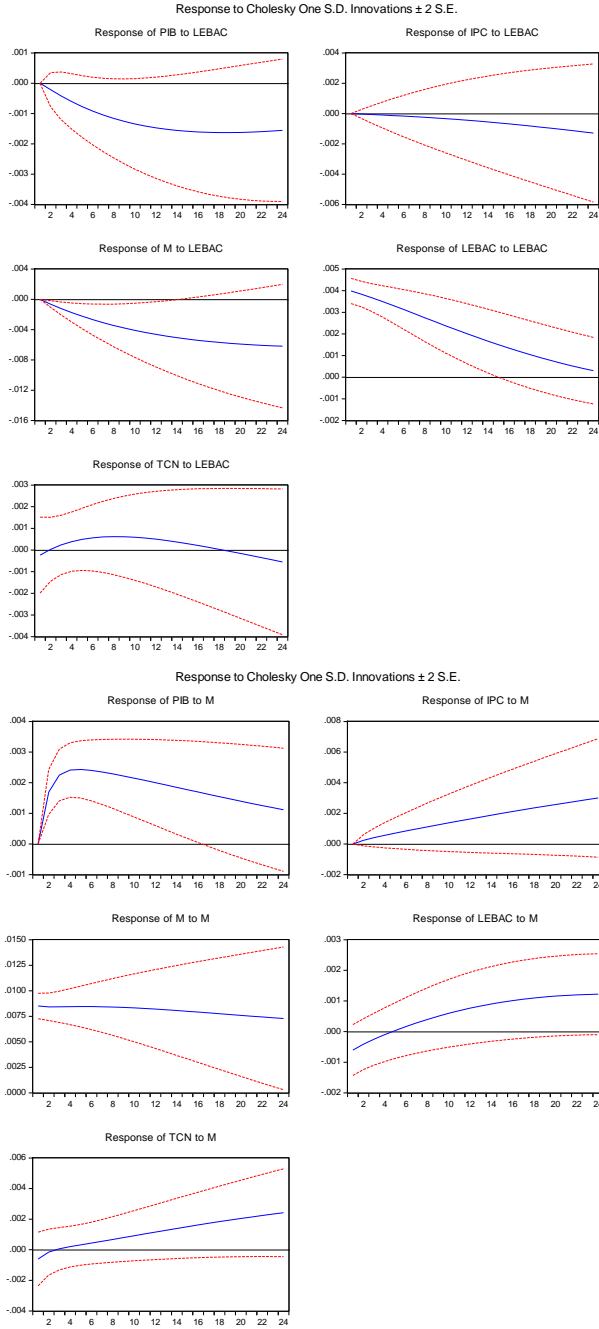 Response to Cholesky One S.D. Innovations ± 2 S.E.
Response of PIB to LEBAC
.001
.000
-.001
-.002
-.003
-.004
2 4 6 8 10 12 14 16 18 20 22 24
Response of IPC to LEBAC
.004
.002
.000
-.002
-.004
-.006
2 4 6 8 10 12 14 16 18 20 22 24
Response of M to LEBAC
.004
.000
-.004
-.008
-.012
-.016
2 4 6 8 10 12 14 16 18 20 22 24
Response of LEBAC to LEBAC
.005
.004
.003
.002
.001
.000
-.001
-.002
2 4 6 8 10 12 14 16 18 20 22 24
Response of TCN to LEBAC
.003
.002
.001
.000
-.001
-.002
-.003
-.004
2 4 6 8 10 12 14 16 18 20 22 24
Response to Cholesky One S.D. Innovations ± 2 S.E.
Response of PIB to M
.004
.003
.002
.001
.000
-.001
2 4 6 8 10 12 14 16 18 20 22 24
Response of IPC to M
.008
.006
.004
.002
.000
-.002
2 4 6 8 10 12 14 16 18 20 22 24
Response of M to M
.0150
.0125
.0100
.0075
.0050
.0025
.0000
2 4 6 8 10 12 14 16 18 20 22 24
Response of LEBAC to M
.003
.002
.001
.000
-.001
-.002
2 4 6 8 10 12 14 16 18 20 22 24
Response of TCN to M
.006
.004
.002
.000
-.002
-.004
2 4 6 8 10 12 14 16 18 20 22 24